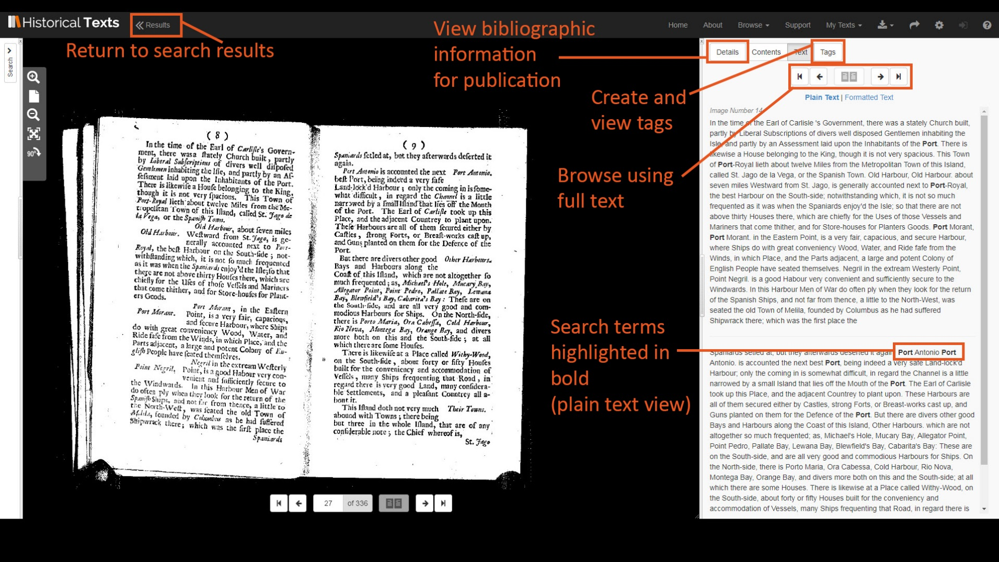 Historical Texts
Results
Home
About
Browse
Support
My Texts
Return to search results
View bibliographic
information
for publication
Create and
view tags
Browse using
full text
Search terms
highlighted in
bold
(plain text view)
Search
90°
( 8 )
In the time of the Earl of Carlisle's Govern-
ment, there was a ſtately Church built, partly
by Liberal Subſcriptions of divers well diſpoſed
Gentlemen inhabiting the Iſle, and partly by an Aſ-
ſeſsment laid upon the Inhabitants of the Port.
There is likewiſe a Houſe belonging to the King,
though it is not very ſpacious. This Town of
Port-Royal lieth about twelve Miles from the Me-
tropolitan Town of this Iſland, called St. Jago de
la Vega, or the Spaniſh Town.
Old Harbour, about ſeven miles
Old Harbour. Weſtward from St. Jago, is ge-
nerally accounted next to Port-
Royal, the beſt Harbour on the South-ſide ; not-
withſtanding which, it is not ſo much frequented
as it was when the Spaniards enjoy'd the Iſle; ſo that
there are not above thirty Houſes there, which are
chiefly for the Uſes of thoſe Veſſels and Mariners
that come thither, and for Store-houſes for Plant-
ers Goods.
Port Morant, in the Eaſtern
Port Morant. Point, is a very fair, capacious,
and ſecure Harbour, where Ships
do with great conveniency Wood, Water, and
Ride ſafe from the Winds, in which Place, and the
Parts adjacent, a large and potent Colony of En-
gliſh People have ſeated themſelves.
Negril in the extream Weſterly
Point Negril. Point, is a good Habour very con-
venient and ſufficiently ſecure to
the Windwards. In this Harbour Men of War
do often ply when they look for the return of the
Spaniſh Ships, and not far from thence, a little to
the North-Weſt, was ſeated the old Town of
Melila, founded by Columbus as he had ſuffered
Shipwrack there; which was the firſt place the
Spaniards
( 9 )
Spaniards ſetled at, but they afterwards deſerted it
again.
Port Antonio is accounted the next Port Antonio.
beſt Port, being indeed a very ſafe
Land-lock'd Harbour ; only the coming in is ſome-
what difficult, in regard the Channel is a little
narrowed by a ſmall Iſland that lies off the Mouth
of the Port. The Earl of Carliſle took up this
Place, and the adjacent Countrey to plant upon.
Theſe Harbours are all of them ſecured either by
Caſtles, ſtrong Forts, or Breaſt-works caſt up,
and Guns planted on them for the Defence of the
Port.
But there are divers other good Other Harbours.
Bays and Harbours along the
Coaſt of this Iſland, which are not altogether ſo
much frequented ; as, Michael's Hole, Mucary Bay,
Allegator Point, Point Pedro, Pallate Bay, Lewana
Bay, Blewfield's Bay, Cabarita's Bay : Theſe are on
the South-ſide, and are all very good and com-
modious Harbours for Ships. On the North-ſide,
there is Porto Maria, Ora Cabeſſa, Cold Harbour,
Rio Nova, Montega Bay, Orange Bay, and divers
more both on this and the South-ſide ; at all
which there are ſome Houſes.
There is likewiſe at a Place called Withy-Wood,
on the South-ſide, about forty or fifty Houſes
built for the conveniency and accommodation of
Veſſels, many Ships frequenting that Road, in
regard there is very good Land, many conſidera-
ble Settlements, and a pleaſant Countrey all a-
bout it.
This Iſland doth not very much Their Towns.
abound with Towns ; there being
but three in the whole Iſland, that are of any
conſiderable note ; the Chief whereof is,
St. Jago
27 of 336
Details
Contents
Text
Tags
Plain Text | Formatted Text
Image Number 14
In the time of the Earl of Carlisle 's Government, there was a stately Church built,
partly by Liberal Subscriptions of divers well disposed Gentlemen inhabiting the
Isle, and partly by an Assessment laid upon the Inhabitants of the Port. There is
likewise a House belonging to the King, though it is not very spacious. This Town
of Port-Royal lieth about twelve Miles from the Metropolitan Town of this Island,
called St. Jago de la Vega, or the Spanish Town. Old Harbour, Old Harbour. about
seven miles Westward from St. Jago, is generally accounted next to Port-Royal,
the best Harbour on the South-side; notwithstanding which, it is not so much
frequented as it was when the Spaniards enjoy'd the Isle; so that there are not
above thirty Houses there, which are chiefly for the Uses of those Vessels and
Mariners that come thither, and for Store-houses for Planters Goods. Port Morant,
Port Morant. in the Eastern Point, is a very fair, capacious, and secure Harbour,
where Ships do with great conveniency Wood, Water, and Ride fafe from the
Winds, in which Place, and the Parts adjacent, a large and potent Colony of
English People have seated themselves. Negril in the extream Westerly Point,
Point Negril. is a good Habour very convenient and sufficiently secure to the
Windwards. In this Harbour Men of War do often ply when they look for the return
of the Spanish Ships, and not far from thence, a little to the North-West, was
seated the old Town of Melila, founded by Columbus as he had suffered
Shipwrack there; which was the first place the
Spaniards setled at, but they afterwards deserted it again. Port Antonio Port
Antonio. is accounted the next best Port, being indeed a very safe Land-lock'd
Harbour; only the coming in is somewhat difficult, in regard the Channel is a little
narrowed by a small Island that lies off the Mouth of the Port. The Earl of Carlisle
took up this Place, and the adjacent Countrey to plant upon. These Harbours are
all of them secured either by Castles, strong Forts, or Breast-works cast up, and
Guns planted on them for the Defence of the Port. But there are divers other good
Bays and Harbours along the Coast of this Island, Other Harbours. which are not
altogether so much frequented; as, Michael's Hole, Mucary Bay, Allegator Point,
Point Pedro, Pallate Bay, Lewana Bay, Blewfield's Bay, Cabarita's Bay: These are
on the South-side, and are all very good and commodious Harbours for Ships. On
the North-side, there is Porto Maria, Ora Cabessa, Cold Harbour, Rio Nova,
Montega Bay, Orange Bay, and divers more both on this and the South-side; at all
which there are some Houses. There is likewise at a Place called Withy-Wood, on
the South-side, about forty or fifty Houses built for the conveniency and
accommodation of Vessels, many Ships frequenting that Road, in regard there is